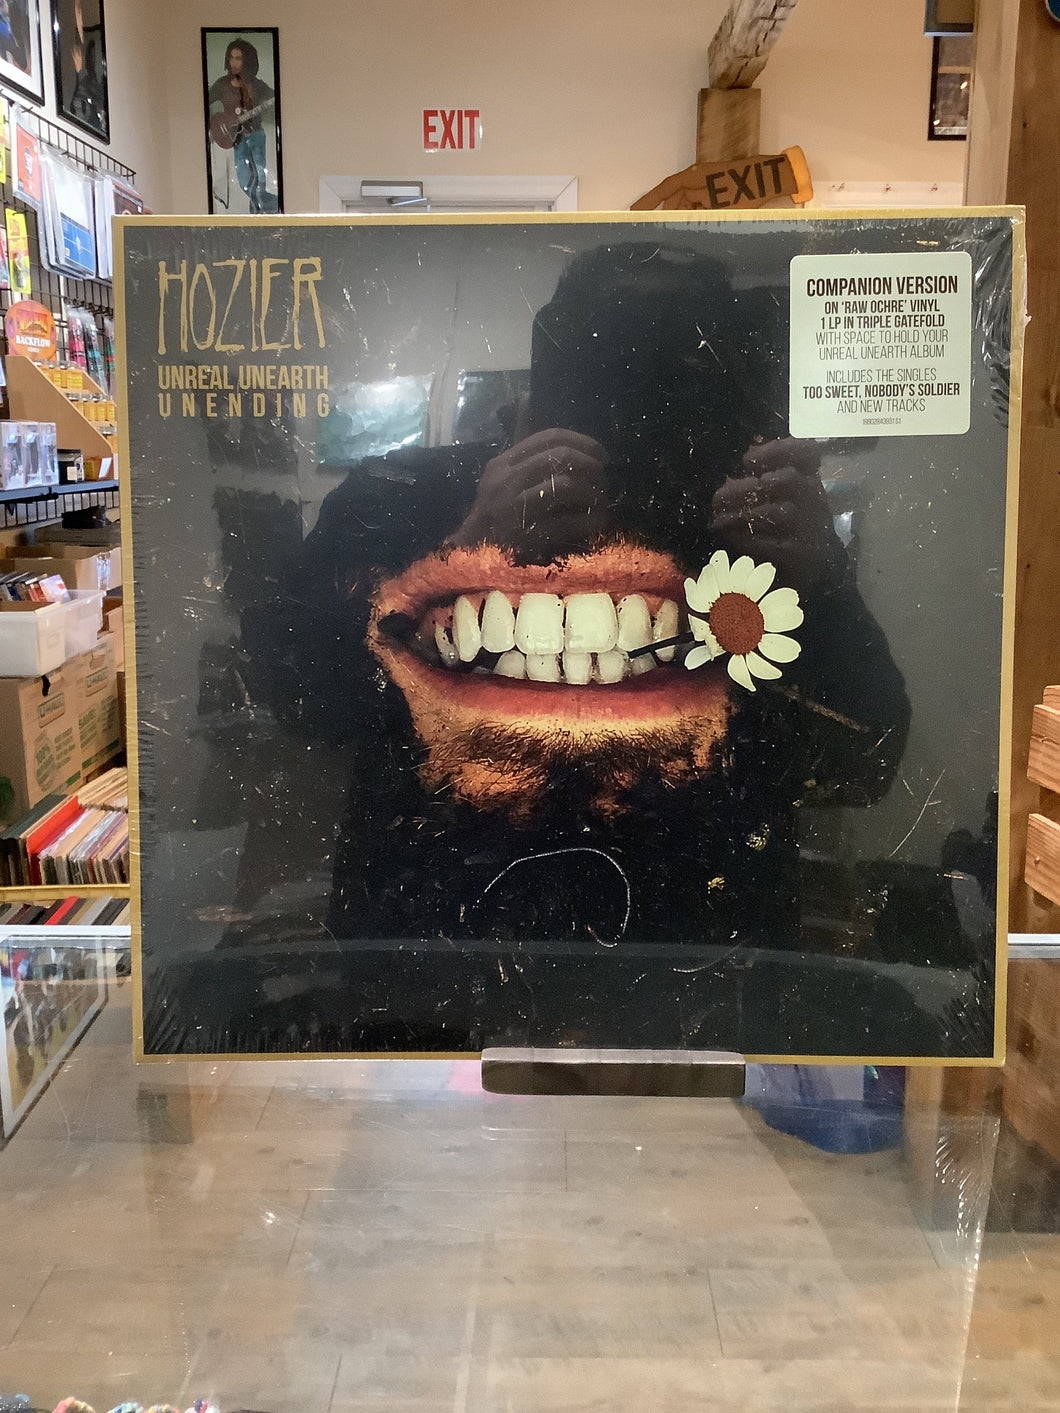 EXIT
EXIT
HOZIER
UNREAL UNEARTH
UNENDING
COMPANION VERSION
ON 'RAW OCHRE' VINYL
1 LP IN TRIPLE GATEFOLD
WITH SPACE TO HOLD YOUR
UNREAL UNEARTH ALBUM
INCLUDES THE SINGLES
TOO SWEET, NOBODY'S SOLDIER
AND NEW TRACKS
BACKFLOW